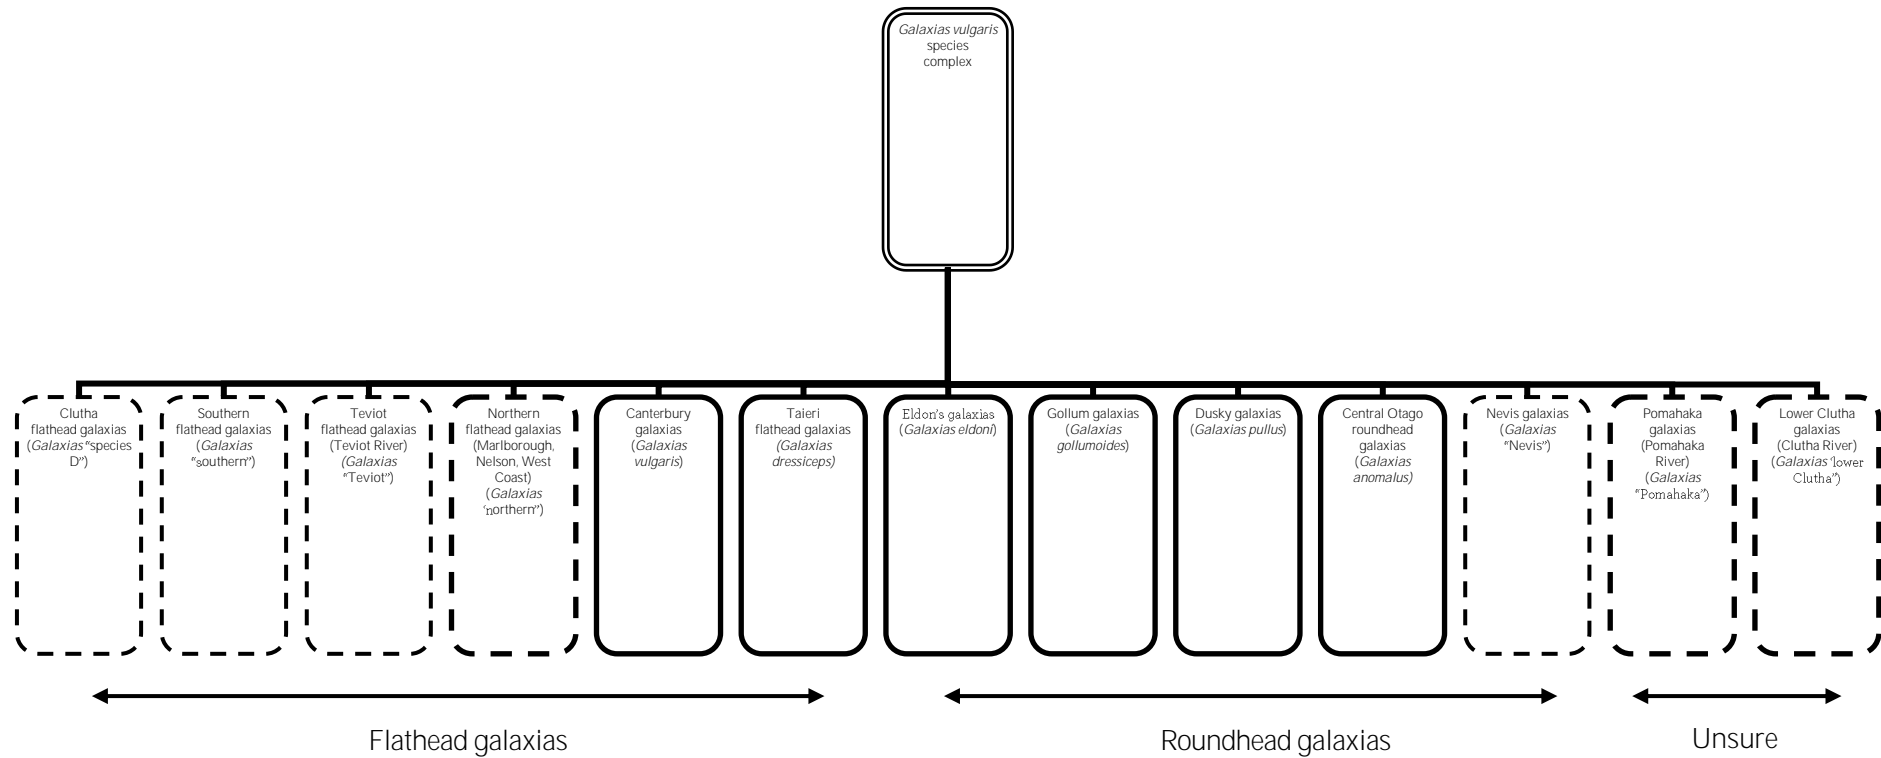 Galaxias vulgaris
species
complex
Clutha
flathead galaxias
(Galaxias “species
D”)
Southern
flathead galaxias
(Galaxias
“southern”)
Teviot
flathead galaxias
(Teviot River)
(Galaxias
“Teviot”)
Northern
flathead galaxias
(Marlborough,
Nelson, West
Coast)
(Galaxias
‘northern”)
Canterbury
galaxias
(Galaxias
vulgaris)
Taieri
flathead galaxias
(Galaxias
dressiceps)
Eldon’s galaxias
(Galaxias eldoni)
Gollum galaxias
(Galaxias
gollumoides)
Dusky galaxias
(Galaxias pullus)
Central Otago
roundhead
galaxias
(Galaxias
anomalus)
Nevis galaxias
(Galaxias
“Nevis”)
Pomahaka
galaxias
(Pomahaka
River)
(Galaxias
“Pomahaka”)
Lower Clutha
galaxias
(Clutha River)
(Galaxias ‘lower
Clutha”)
Flathead galaxias
Roundhead galaxias
Unsure